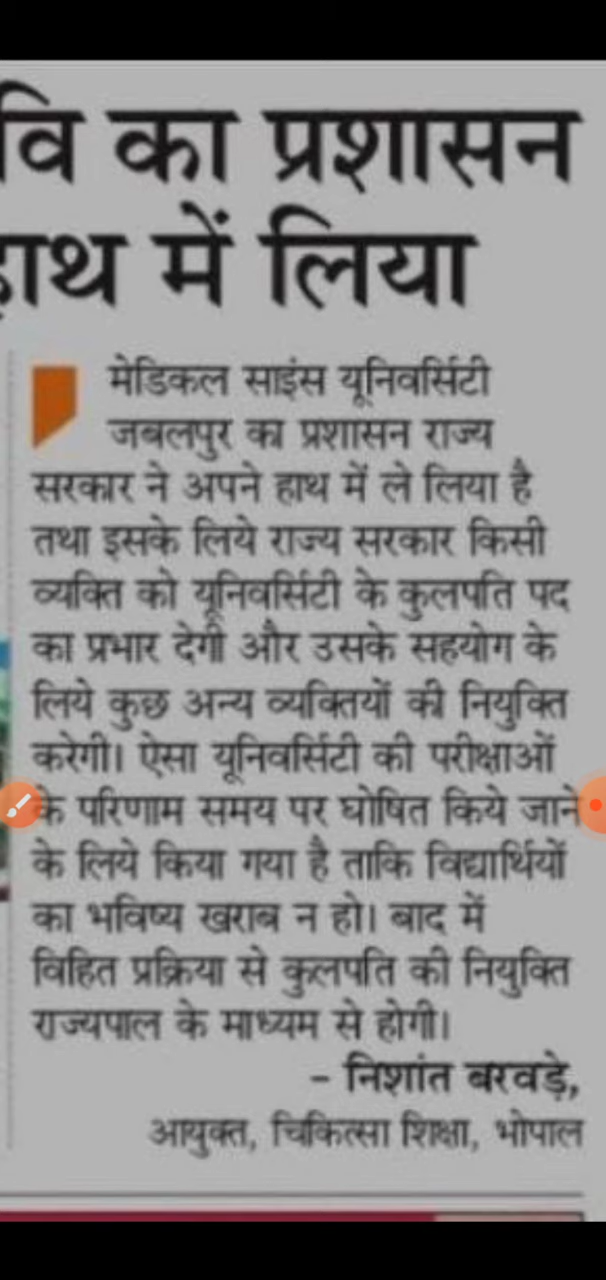 वि का प्रशासन
हाथ में लिया
मेडिकल साइंस यूनिवर्सिटी
जबलपुर का प्रशासन राज्य
सरकार ने अपने हाथ में ले लिया है
तथा इसके लिये राज्य सरकार किसी
व्यक्ति को यूनिवर्सिटी के कुलपति पद
का प्रभार देगी और उसके सहयोग के
लिये कुछ अन्य व्यक्तियों की नियुक्ति
करेगी। ऐसा यूनिवर्सिटी की परीक्षाओं
के परिणाम समय पर घोषित किये जाने
के लिये किया गया है ताकि विद्यार्थियों
का भविष्य खराब न हो। बाद में
विहित प्रक्रिया से कुलपति की नियुक्ति
राज्यपाल के माध्यम से होगी।
- निशांत बरवड़े,
आयुक्त, चिकित्सा शिक्षा, भोपाल